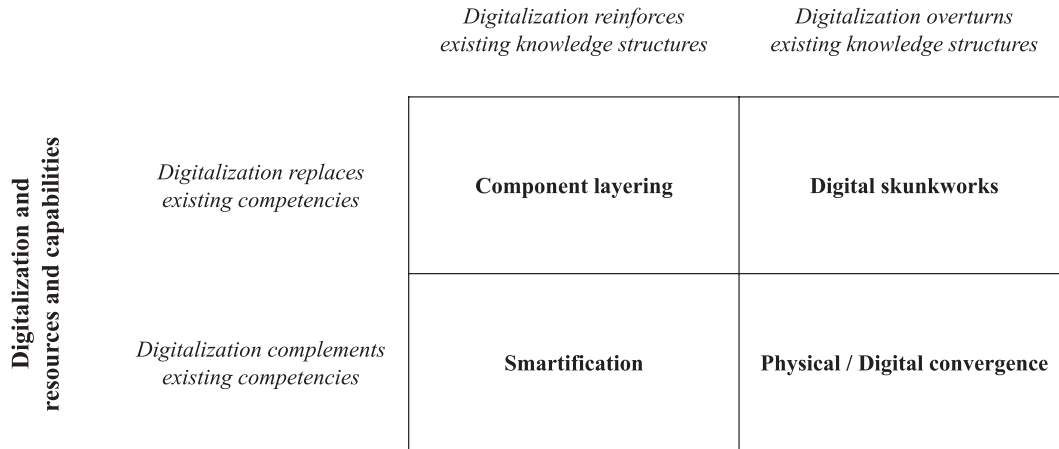 Digitalization reinforces
existing knowledge structures
Digitalization overturns
existing knowledge structures
Digitalization and
resources and capabilities
Digitalization replaces
existing competencies
Component layering
Digital skunkworks
Digitalization complements
existing competencies
Smartification
Physical / Digital convergence